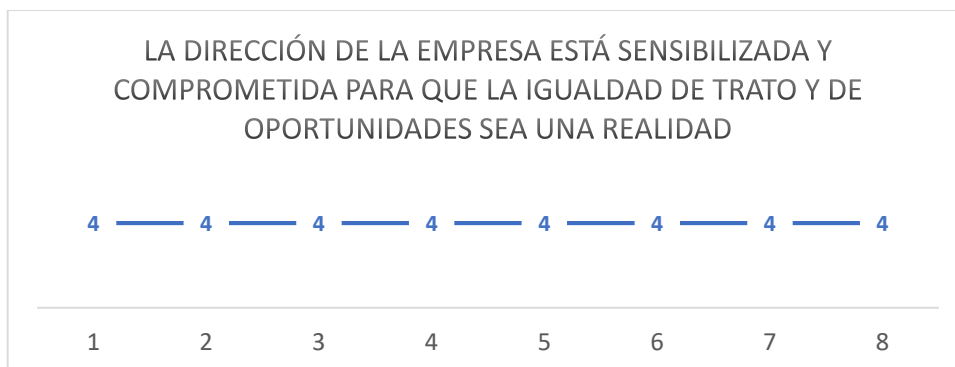 LA DIRECCIÓN DE LA EMPRESA ESTÁ SENSIBILIZADA Y
COMPROMETIDA PARA QUE LA IGUALDAD DE TRATO Y DE
OPORTUNIDADES SEA UNA REALIDAD
4 4 4 4 4 4 4 4
1 2 3 4 5 6 7 8